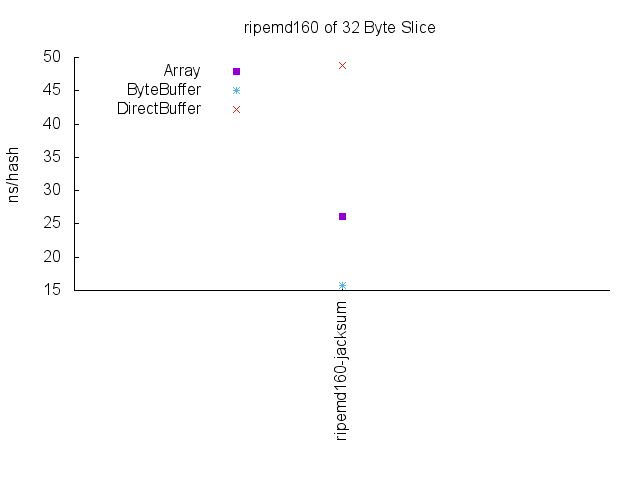 ripemd160 of 32 Byte Slice
50
45
40
35
30
25
20
15
ns/hash
Array
ByteBuffer
DirectBuffer
ripemd160-jacksum